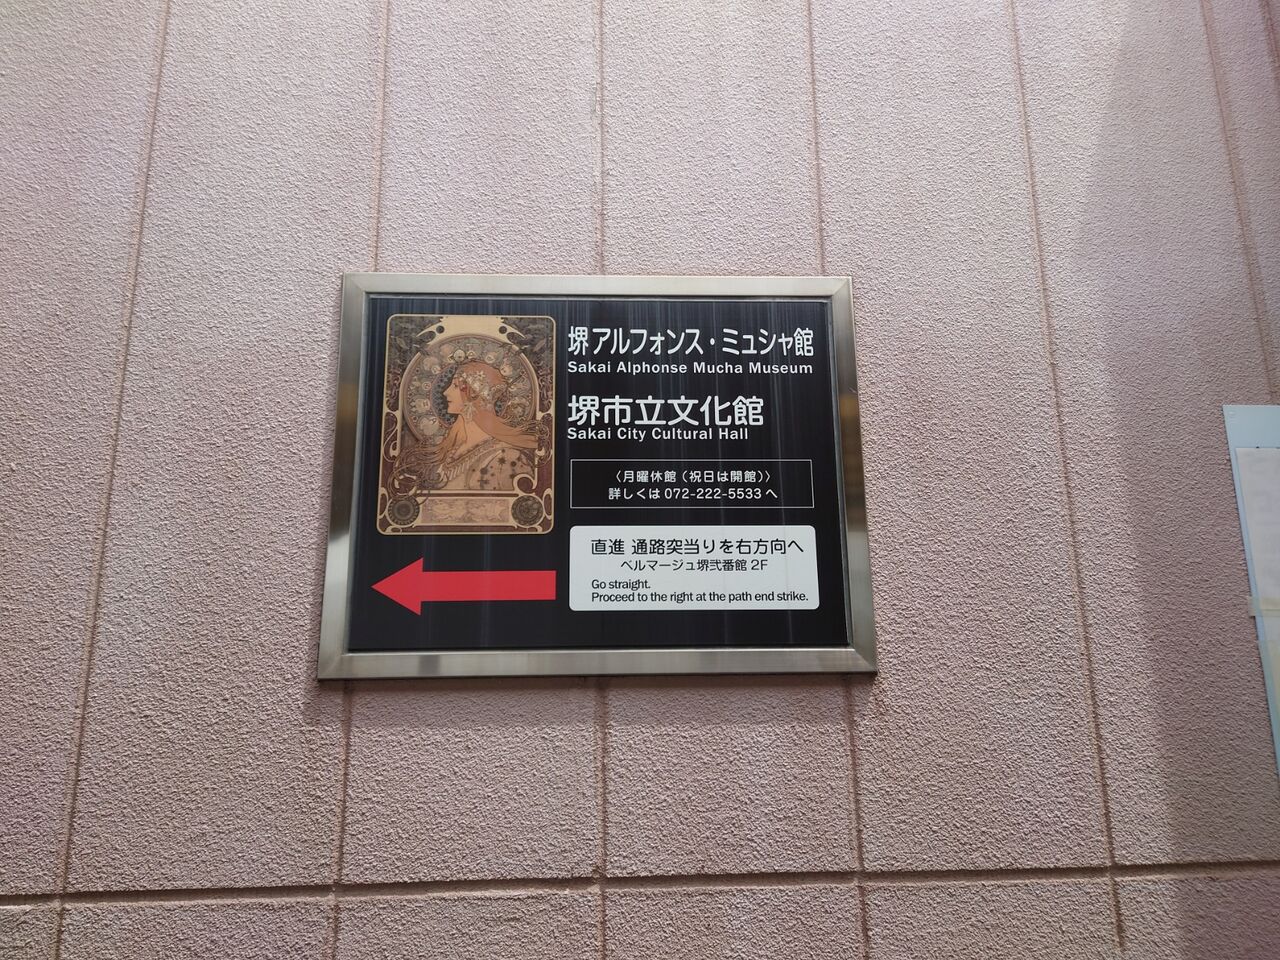 堺 アルフォンス・ミュシャ館
Sakai Alphonse Mucha Museum
堺市立文化館
Sakai City Cultural Hall
〈月曜休館（祝日は開館）〉
詳しくは 072-222-5533 へ
直進 通路突当りを右方向へ
ベルマージュ堺弐番館 2F
Go straight.
Proceed to the right at the path end strike.